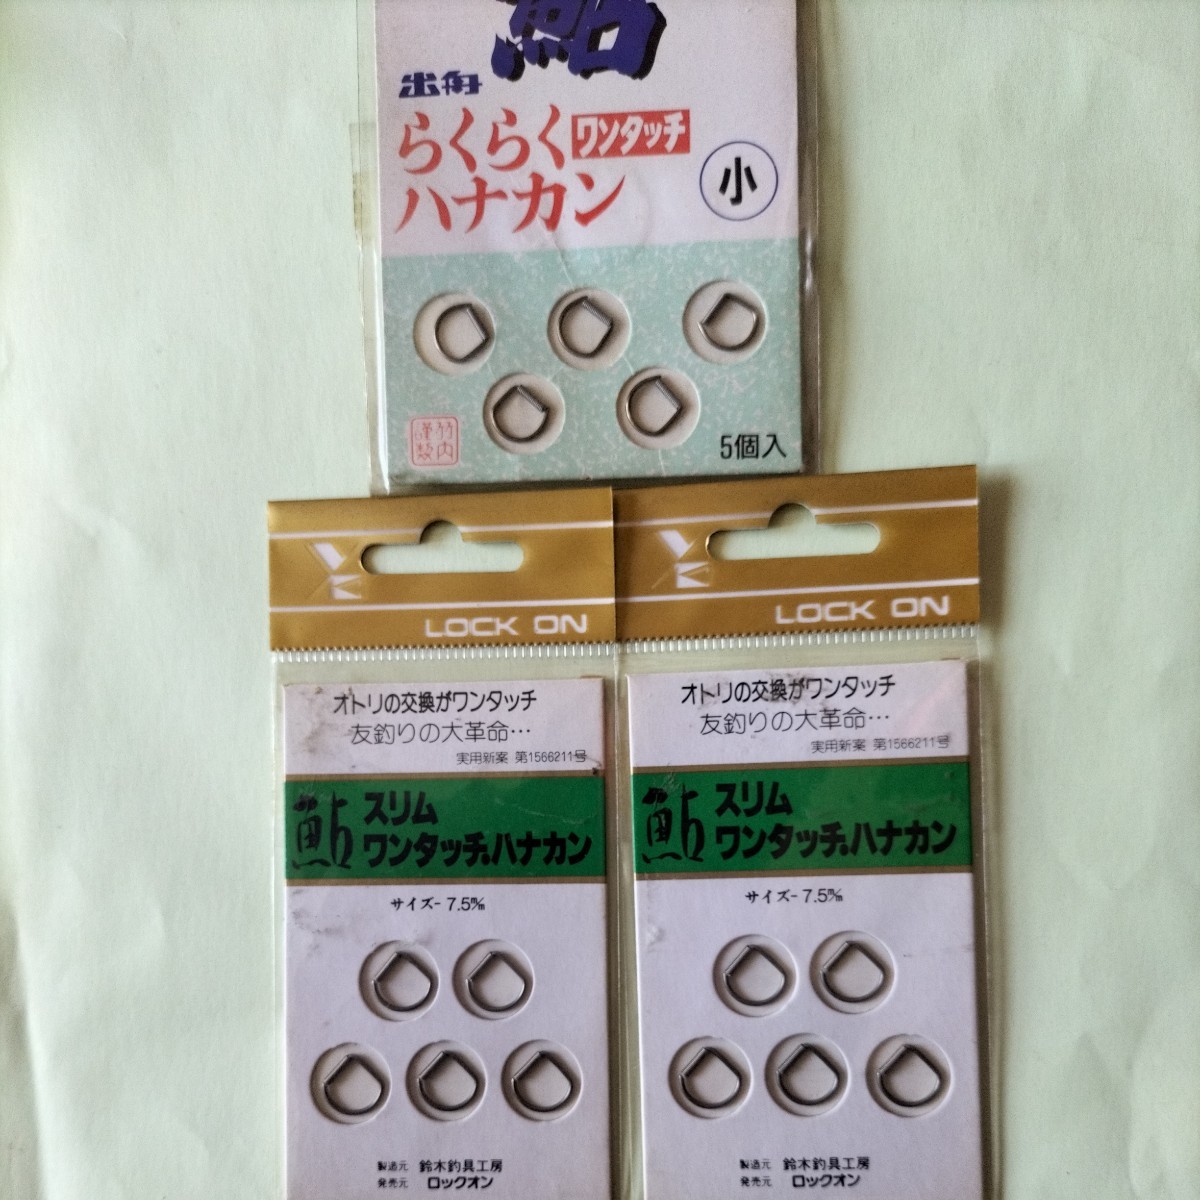 鮎
出舟
らくらくワンタッチ
ハナカン
小
竹内
謹製
5個入
LOCK ON
オトリの交換がワンタッチ
友釣りの大革命…
実用新案 第1566211号
鮎 スリム
ワンタッチ・ハナカン
サイズ-7.5㎜
製造元 鈴木釣具工房
発売元 ロックオン
LOCK ON
オトリの交換がワンタッチ
友釣りの大革命…
実用新案 第1566211号
鮎 スリム
ワンタッチ・ハナカン
サイズ-7.5㎜
製造元 鈴木釣具工房
発売元 ロックオン